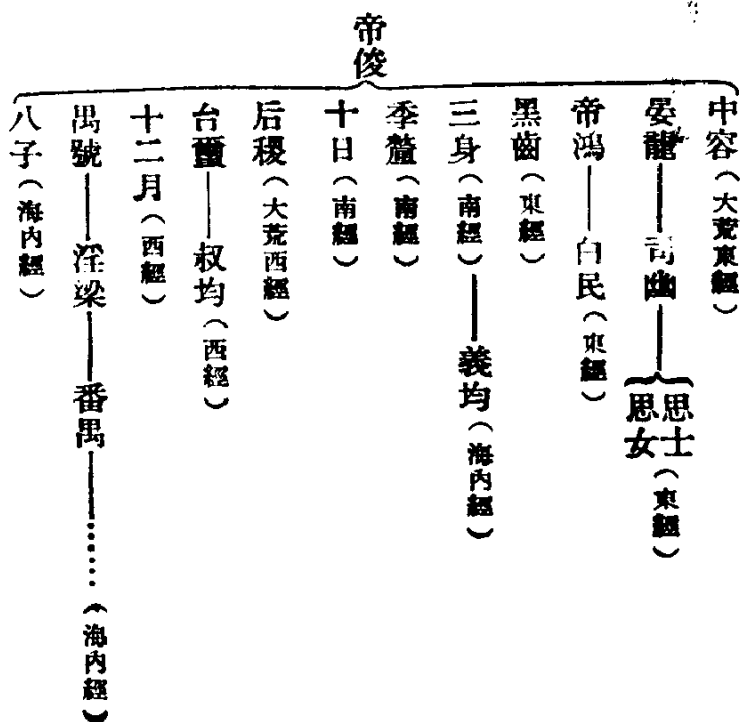 帝俊
中容（大荒東經）
晏龍——司幽——思士 思女（東經）
帝鴻——白民（東經）
黑齒（東經）
三身（南經）——義均（海內經）
季釐（南經）
十日（南經）
后稷（大荒西經）
台璽——叔均（西經）
十二月（西經）
禺號——淫梁——番禺——……（海內經）
八子（海內經）